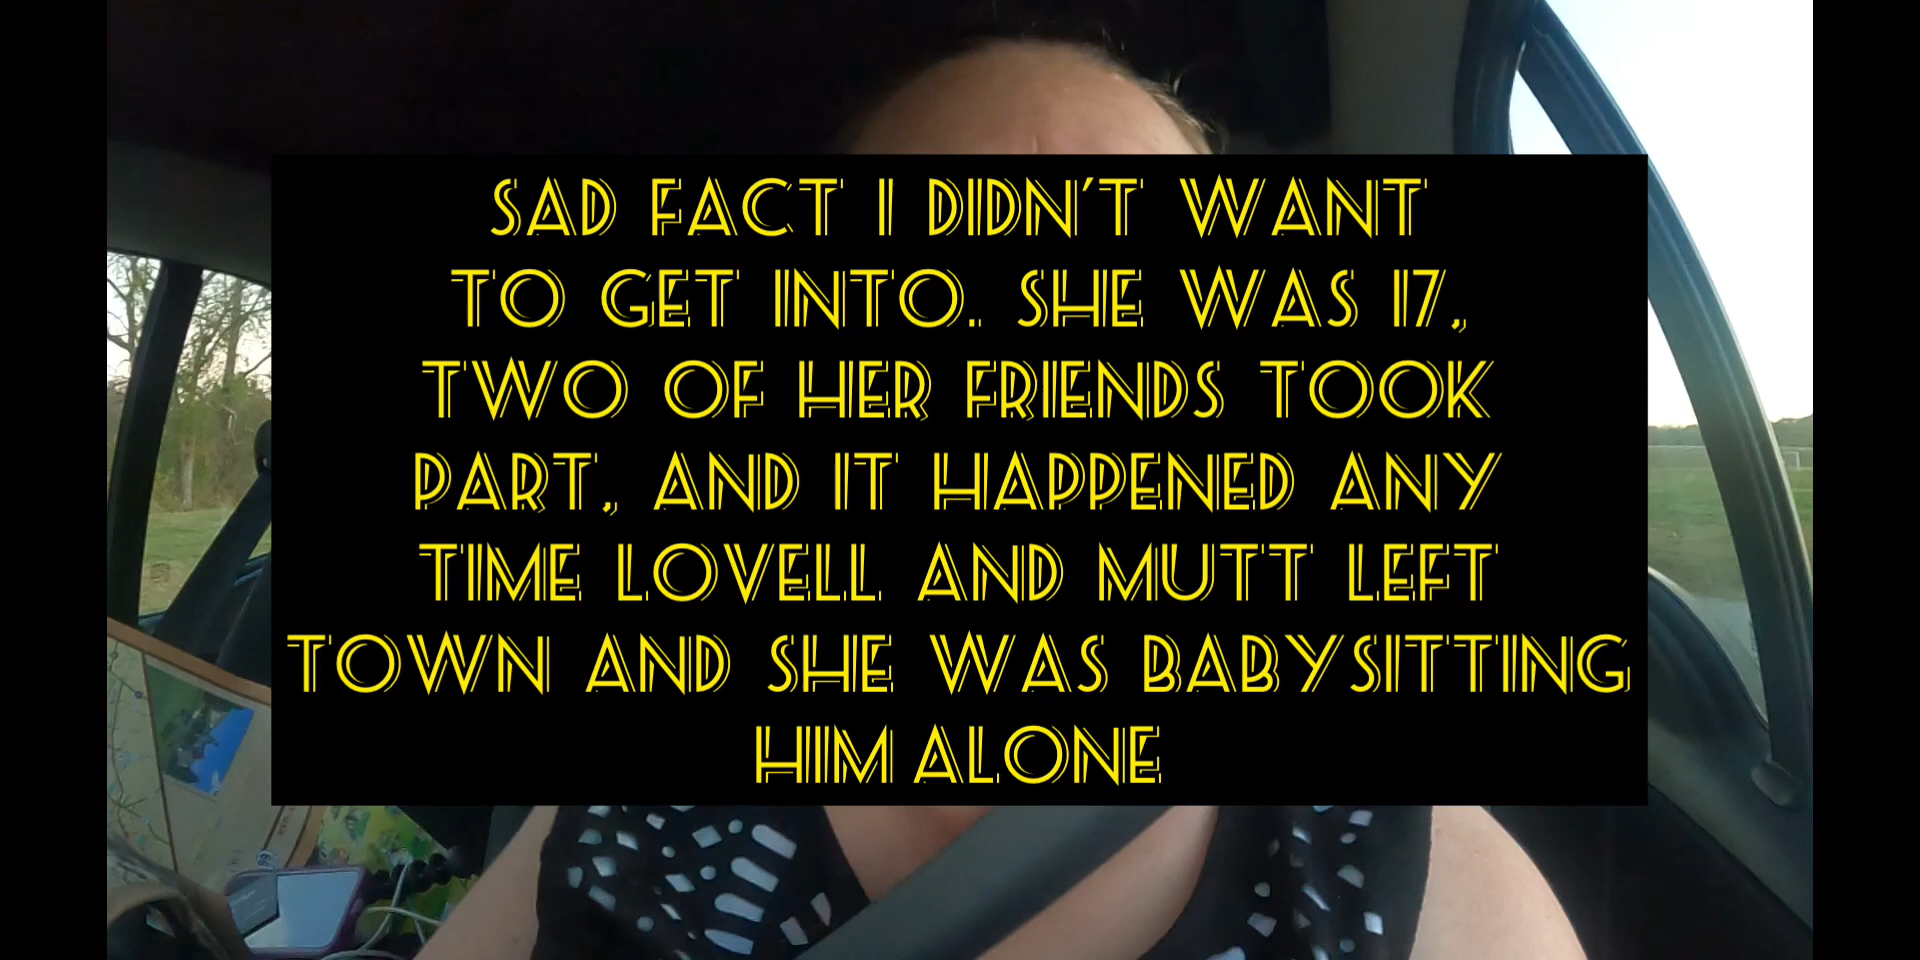 SAD FACT I DIDN'T WANT
TO GET INTO. SHE WAS 17,
TWO OF HER FRIENDS TOOK
PART, AND IT HAPPENED ANY
TIME LOVELL AND MUTT LEFT
TOWN AND SHE WAS BABYSITTING
HIM ALONE